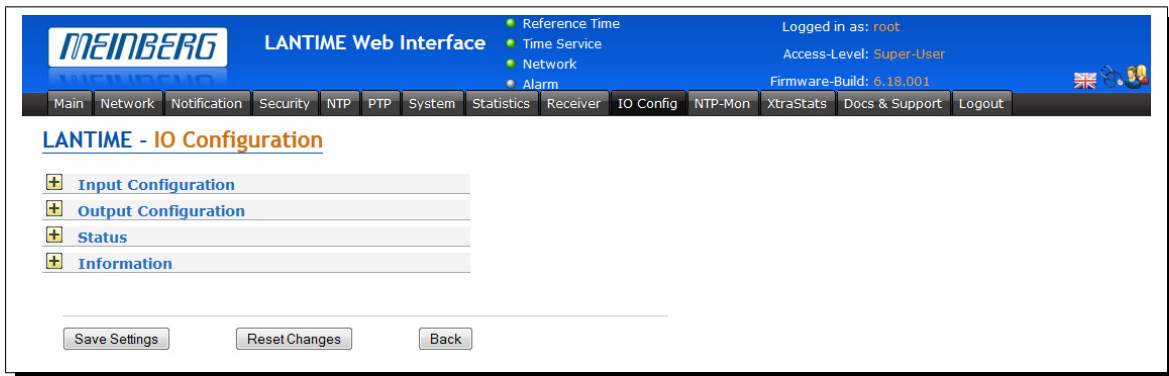 MEINBERG
LANTIME Web Interface
Reference Time
Time Service
Network
Alarm
Logged in as: root
Access-Level: Super-User
Firmware-Build: 6.18.001
Main Network Notification Security NTP PTP System Statistics Receiver IO Config NTP-Mon XtraStats Docs & Support Logout
LANTIME - IO Configuration
Input Configuration
Output Configuration
Status
Information
Save Settings Reset Changes Back